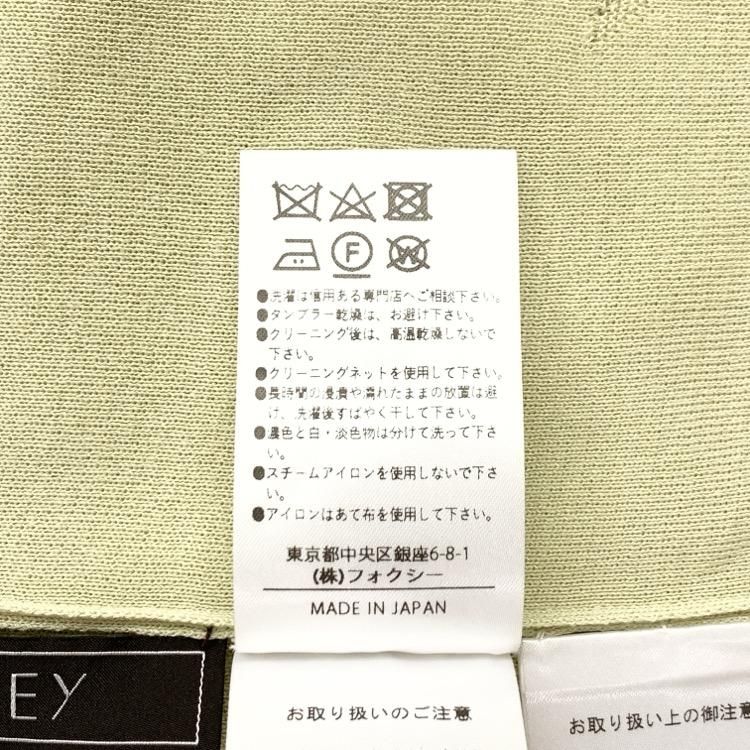 F
W
●洗濯は信用ある専門店へご相談下さい。
●タンブラー乾燥は、お避け下さい。
●クリーニング後は、高温乾燥しないで
下さい。
●クリーニングネットを使用して下さい。
●長時間の浸漬や濡れたままの放置は避
け、洗濯後すばやく干して下さい。
●濃色と白・淡色物は分けて洗って下さ
い。
●スチームアイロンを使用しないで下さ
い。
●アイロンはあて布を使用して下さい。
東京都中央区銀座6-8-1
(株)フォクシー
MADE IN JAPAN
EY
お取り扱いのご注意
お取り扱い上の御注意